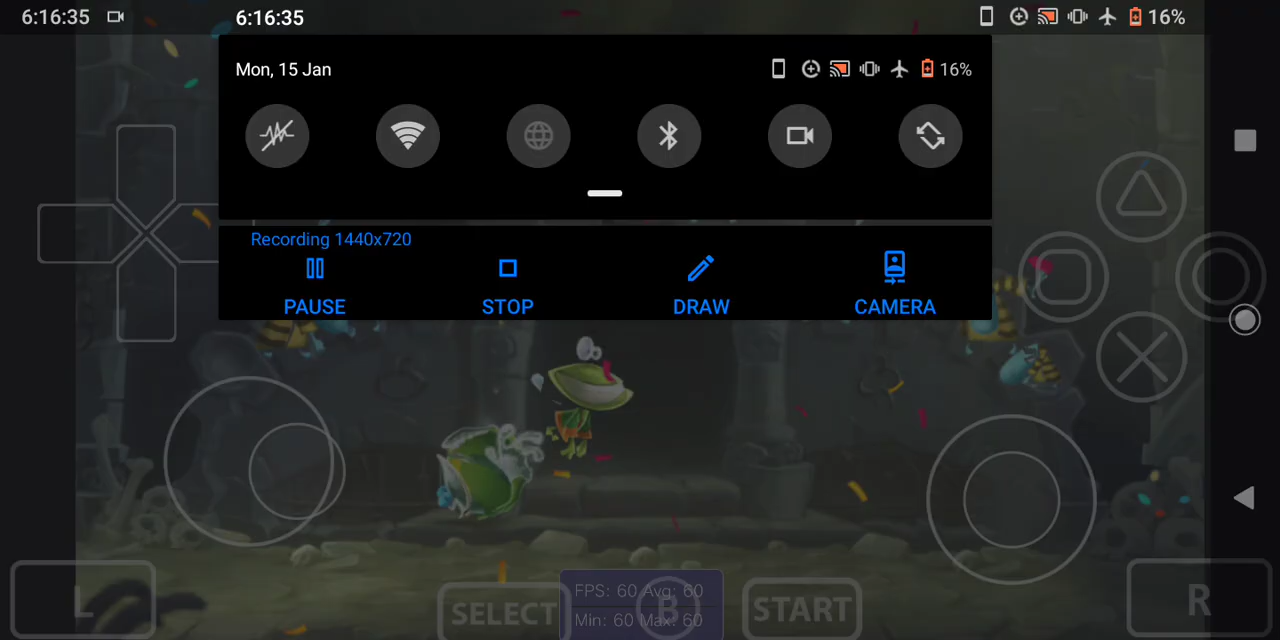 6:16:35
6:16:35
16%
Mon, 15 Jan
16%
Recording 1440x720
PAUSE
STOP
DRAW
CAMERA
L
SELECT
FPS: 60 Avg: 60
Min: 60 Max: 60
B
START
R